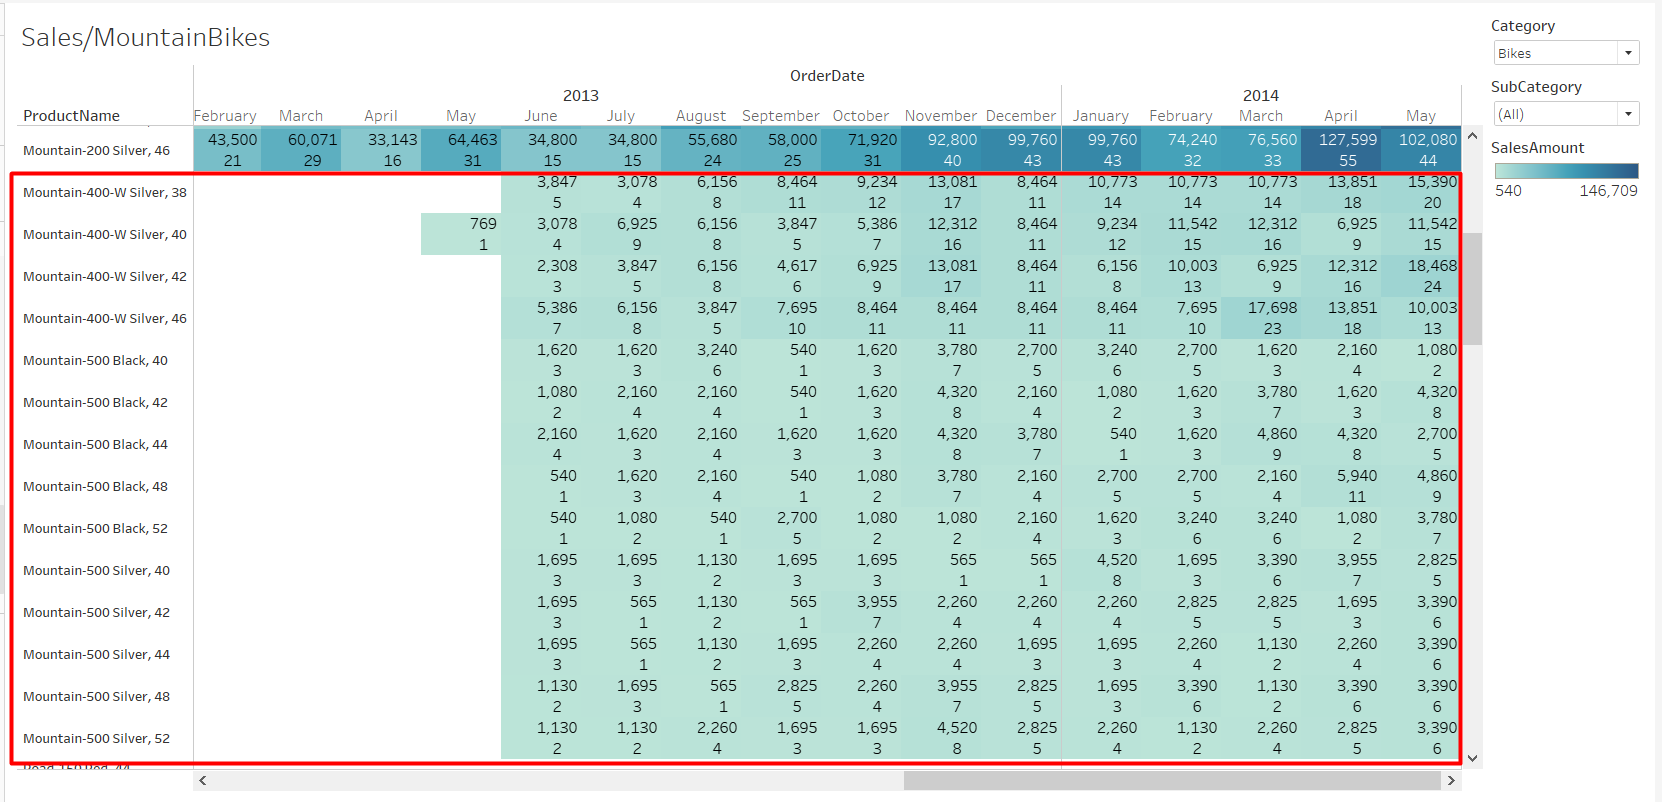 Sales/MountainBikes
Category
Bikes
SubCategory
(All)
SalesAmount
540 146,709
OrderDate
2013 2014
ProductName February March April May June July August September October November December January February March April May
Mountain-200 Silver, 46 43,500 60,071 33,143 64,463 34,800 34,800 55,680 58,000 71,920 92,800 99,760 99,760 74,240 76,560 127,599 102,080
21 29 16 31 15 15 24 25 31 40 43 43 32 33 55 44
Mountain-400-W Silver, 38 3,847 3,078 6,156 8,464 9,234 13,081 8,464 10,773 10,773 10,773 13,851 15,390
5 4 8 11 12 17 11 14 14 14 18 20
Mountain-400-W Silver, 40 769 3,078 6,925 6,156 3,847 5,386 12,312 8,464 9,234 11,542 12,312 6,925 11,542
1 4 9 8 5 7 16 11 12 15 16 9 15
Mountain-400-W Silver, 42 2,308 3,847 6,156 4,617 6,925 13,081 8,464 6,156 10,003 6,925 12,312 18,468
3 5 8 6 9 17 11 8 13 9 16 24
Mountain-400-W Silver, 46 5,386 6,156 3,847 7,695 8,464 8,464 8,464 8,464 7,695 17,698 13,851 10,003
7 8 5 10 11 11 11 11 10 23 18 13
Mountain-500 Black, 40 1,620 1,620 3,240 540 1,620 3,780 2,700 3,240 2,700 1,620 2,160 1,080
3 3 6 1 3 7 5 6 5 3 4 2
Mountain-500 Black, 42 1,080 2,160 2,160 540 1,620 4,320 2,160 1,080 1,620 3,780 1,620 4,320
2 4 4 1 3 8 4 2 3 7 3 8
Mountain-500 Black, 44 2,160 1,620 2,160 1,620 1,620 4,320 3,780 540 1,620 4,860 4,320 2,700
4 3 4 3 3 8 7 1 3 9 8 5
Mountain-500 Black, 48 540 1,620 2,160 540 1,080 3,780 2,160 2,700 2,700 2,160 5,940 4,860
1 3 4 1 2 7 4 5 5 4 11 9
Mountain-500 Black, 52 540 1,080 540 2,700 1,080 1,080 2,160 1,620 3,240 3,240 1,080 3,780
1 2 1 5 2 2 4 3 6 6 2 7
Mountain-500 Silver, 40 1,695 1,695 1,130 1,695 1,695 565 565 4,520 1,695 3,390 3,955 2,825
3 3 2 3 3 1 1 8 3 6 7 5
Mountain-500 Silver, 42 1,695 565 1,130 565 3,955 2,260 2,260 2,260 2,825 2,825 1,695 3,390
3 1 2 1 7 4 4 4 5 5 3 6
Mountain-500 Silver, 44 1,695 565 1,130 1,695 2,260 2,260 1,695 1,695 2,260 1,130 2,260 3,390
3 1 2 3 4 4 3 3 4 2 4 6
Mountain-500 Silver, 48 1,130 1,695 565 2,825 2,260 3,955 2,825 1,695 3,390 1,130 3,390 3,390
2 3 1 5 4 7 5 3 6 2 6 6
Mountain-500 Silver, 52 1,130 1,130 2,260 1,695 1,695 4,520 2,825 2,260 1,130 2,260 2,825 3,390
2 2 4 3 3 8 5 4 2 4 5 6